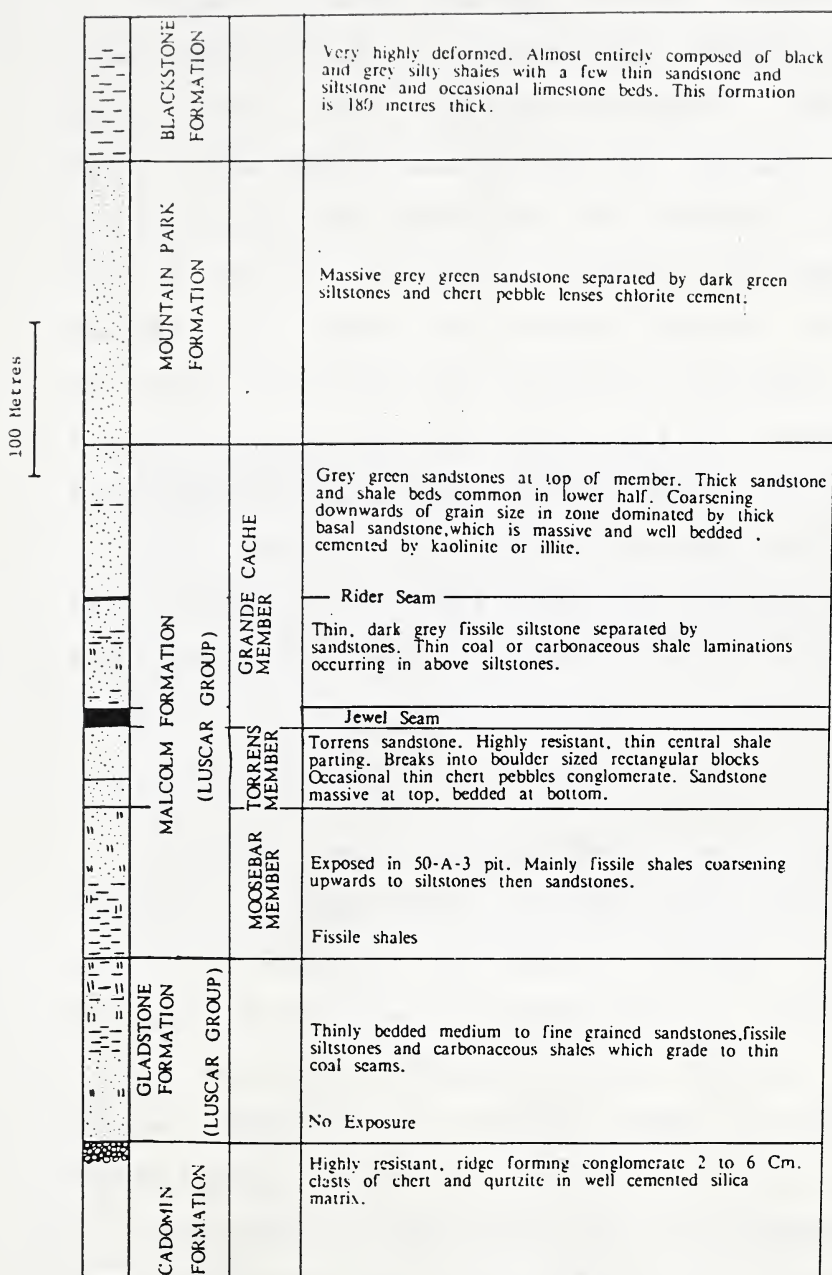 BLACKSTONE
FORMATION
Very highly deformed. Almost entirely composed of black
and grey silty shales with a few thin sandstone and
siltstone and occasional limestone beds. This formation
is 180 metres thick.
MOUNTAIN PARK
FORMATION
Massive grey green sandstone separated by dark green
siltstones and chert pebble lenses chlorite cement.
100 Metres
MALCOLM FORMATION
(LUSCAR GROUP)
GRANDE CACHE
MEMBER
Grey green sandstones at top of member. Thick sandstone
and shale beds common in lower half. Coarsening
downwards of grain size in zone dominated by thick
basal sandstone,which is massive and well bedded .
cemented by kaolinite or illite.
Rider Seam
Thin, dark grey fissile siltstone separated by
sandstones. Thin coal or carbonaceous shale laminations
occurring in above siltstones.
Jewel Seam
TORRENS
MEMBER
Torrens sandstone. Highly resistant, thin central shale
parting. Breaks into boulder sized rectangular blocks
Occasional thin chert pebbles conglomerate. Sandstone
massive at top, bedded at bottom.
MOOSEBAR
MEMBER
Exposed in 50-A-3 pit. Mainly fissile shales coarsening
upwards to siltstones then sandstones.
Fissile shales
GLADSTONE
FORMATION
(LUSCAR GROUP)
Thinly bedded medium to fine grained sandstones,fissile
siltstones and carbonaceous shales which grade to thin
coal seams.
No Exposure
CADOMIN
FORMATION
Highly resistant, ridge forming conglomerate 2 to 6 Cm.
clasts of chert and qurtzite in well cemented silica
matrix.